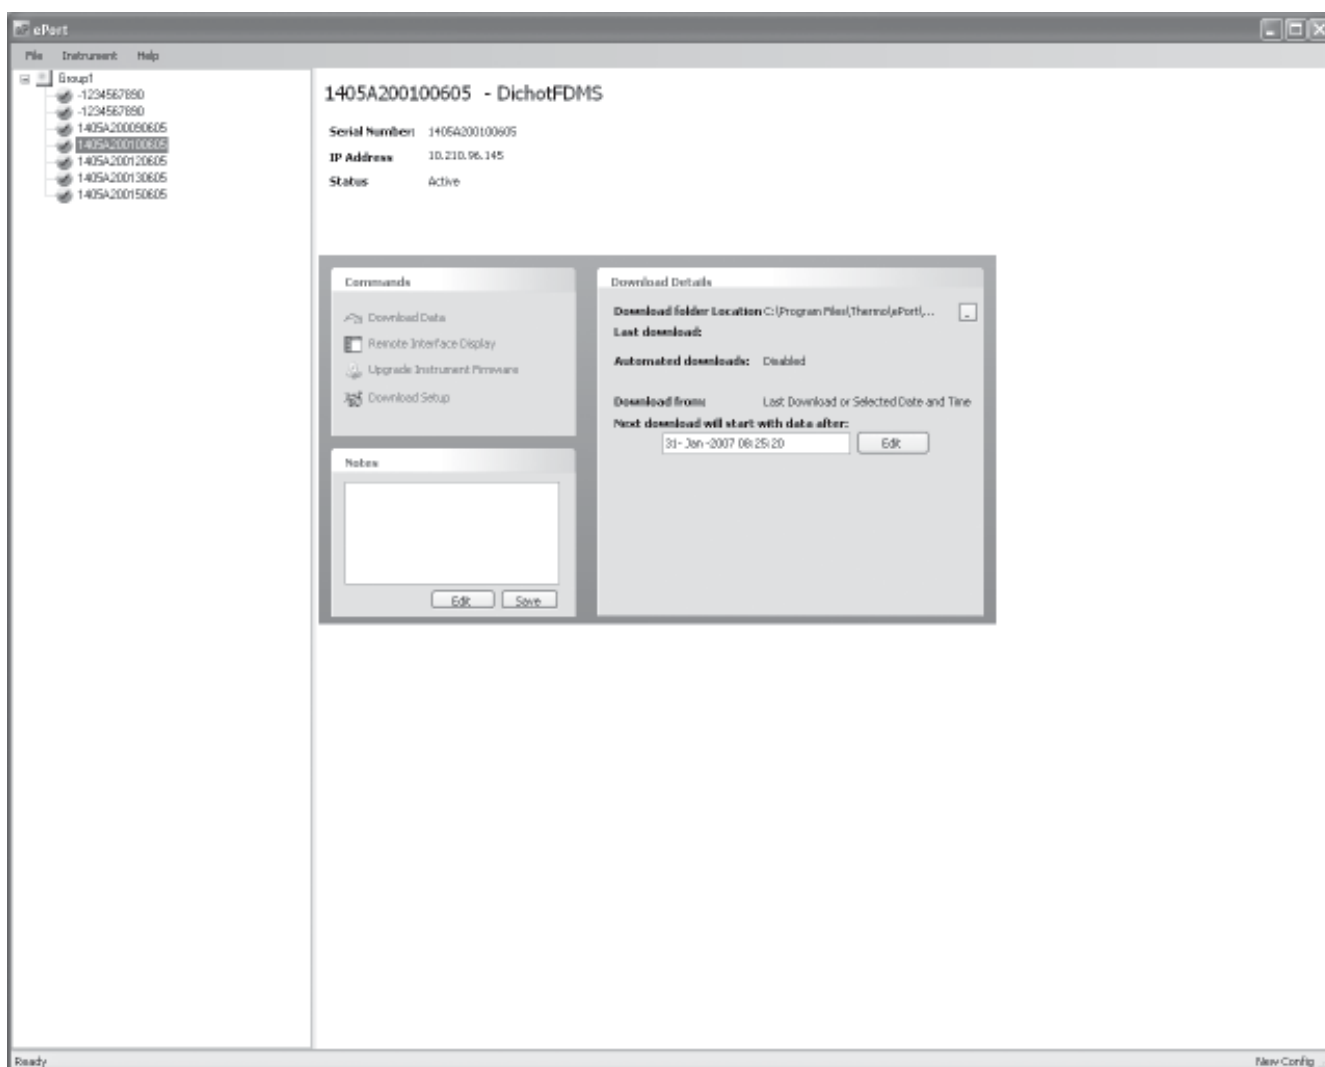 ePort
File Instrument Help
Group1
-1234567890
-1234567890
1405A200090605
1405A200100605
1405A200120605
1405A200130605
1405A200150605
1405A200100605 - DichotFDMS
Serial Number: 1405A200100605
IP Address 10.210.96.145
Status Active
Commands
Download Data
Remote Interface Display
Upgrade Instrument Firmware
Download Setup
Notes
Edit Save
Download Details
Download folder Location C:\Program Files\Thermo\ePort\,...
Last download:
Automated downloads: Disabled
Download from: Last Download or Selected Date and Time
Next download will start with data after:
31- Jan -2007 08:25:20 Edit
Ready New Config